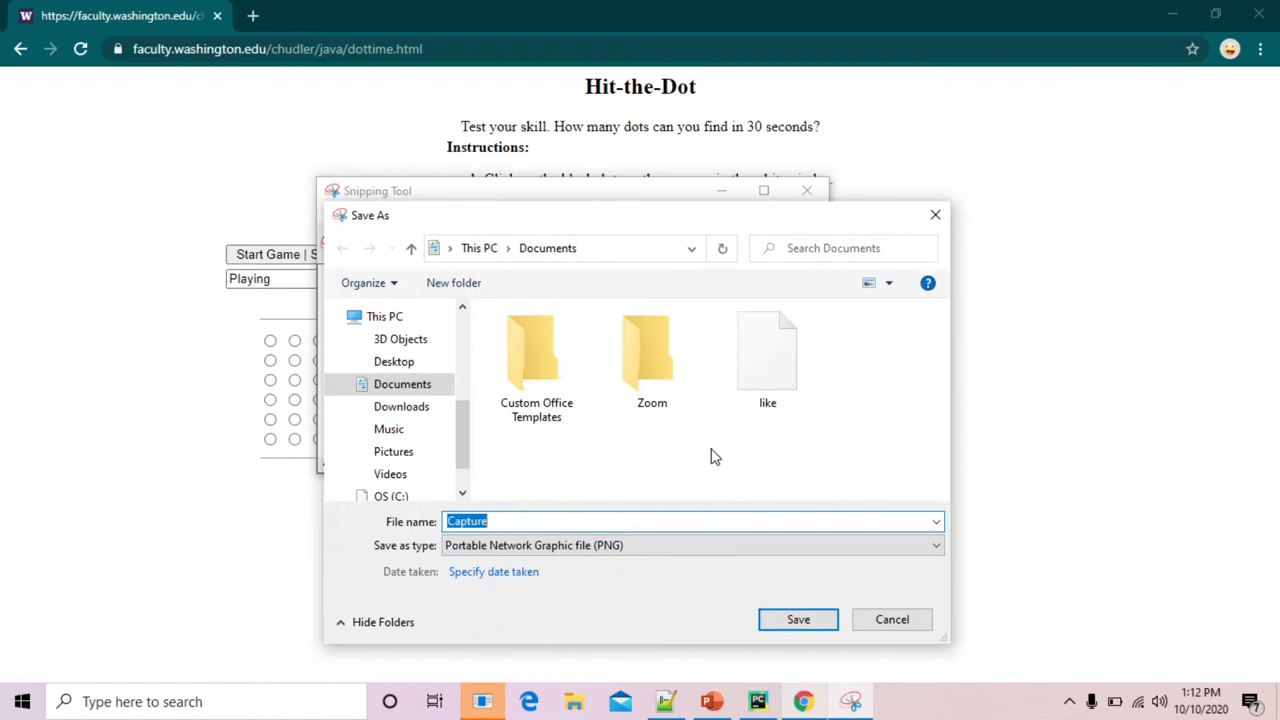 https://faculty.washington.edu/ch
faculty.washington.edu/chudler/java/dottime.html
Hit-the-Dot
Test your skill. How many dots can you find in 30 seconds?
Instructions:
Snipping Tool
Save As
This PC
Documents
Search Documents
Start Game | S
Playing
Organize
New folder
This PC
3D Objects
Desktop
Documents
Downloads
Music
Pictures
Videos
OS (C:)
Custom Office
Templates
Zoom
like
File name: Capture
Save as type: Portable Network Graphic file (PNG)
Date taken: Specify date taken
Hide Folders
Save
Cancel
Type here to search
1:12 PM
10/10/2020
7